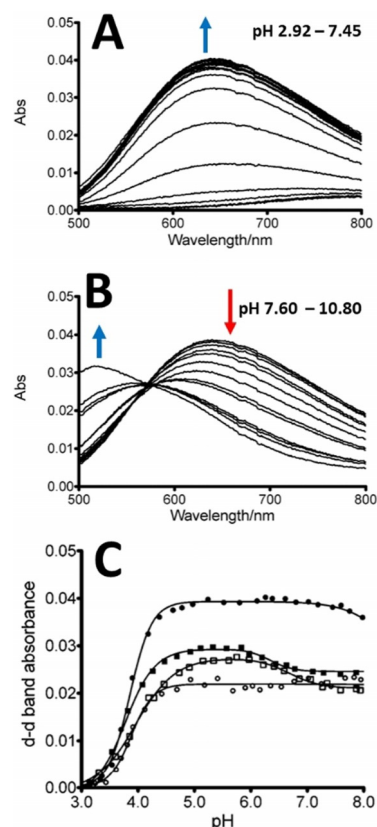 A
pH 2.92 – 7.45
0.05
0.04
0.03
0.02
0.01
0.00
Abs
500 600 700 800
Wavelength/nm
B
pH 7.60 – 10.80
0.05
0.04
0.03
0.02
0.01
0.00
Abs
500 600 700 800
Wavelength/nm
C
0.05
0.04
0.03
0.02
0.01
0.00
d-d band absorbance
3.0 4.0 5.0 6.0 7.0 8.0
pH